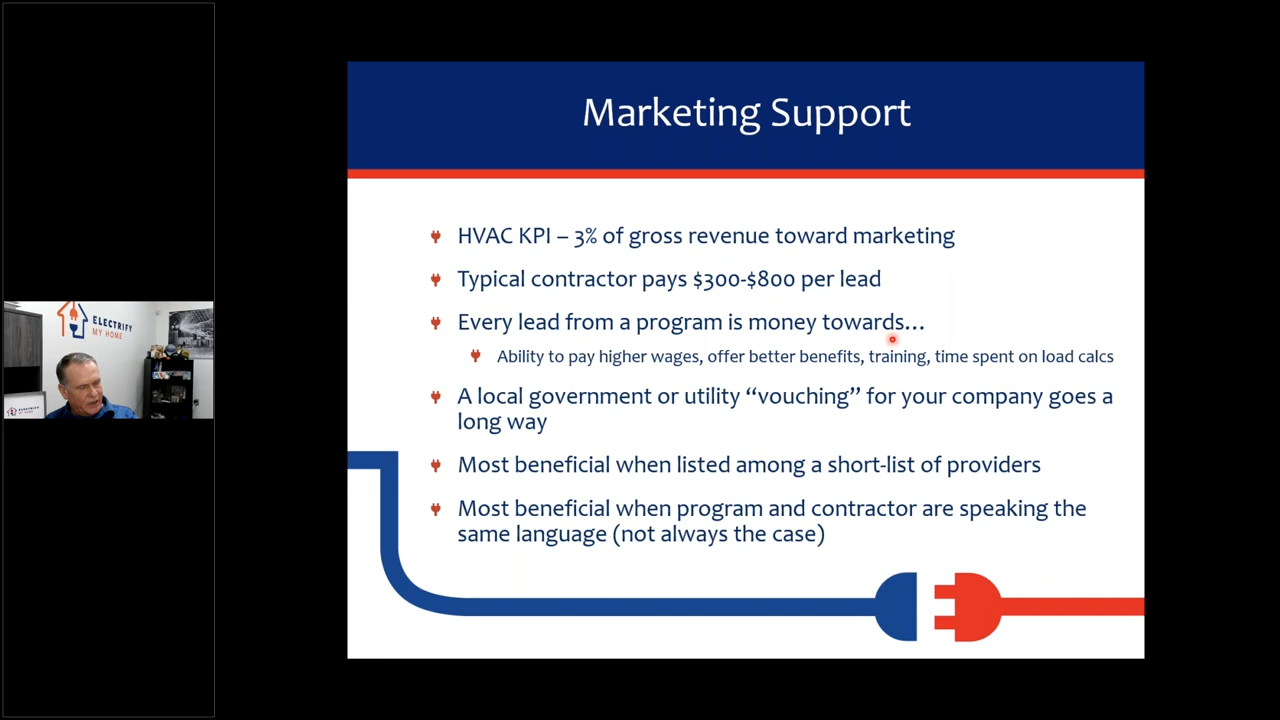 ELECTRIFY
MY HOME
Marketing Support
HVAC KPI – 3% of gross revenue toward marketing
Typical contractor pays $300-$800 per lead
Every lead from a program is money towards…
Ability to pay higher wages, offer better benefits, training, time spent on load calcs
A local government or utility “vouching” for your company goes a
long way
Most beneficial when listed among a short-list of providers
Most beneficial when program and contractor are speaking the
same language (not always the case)